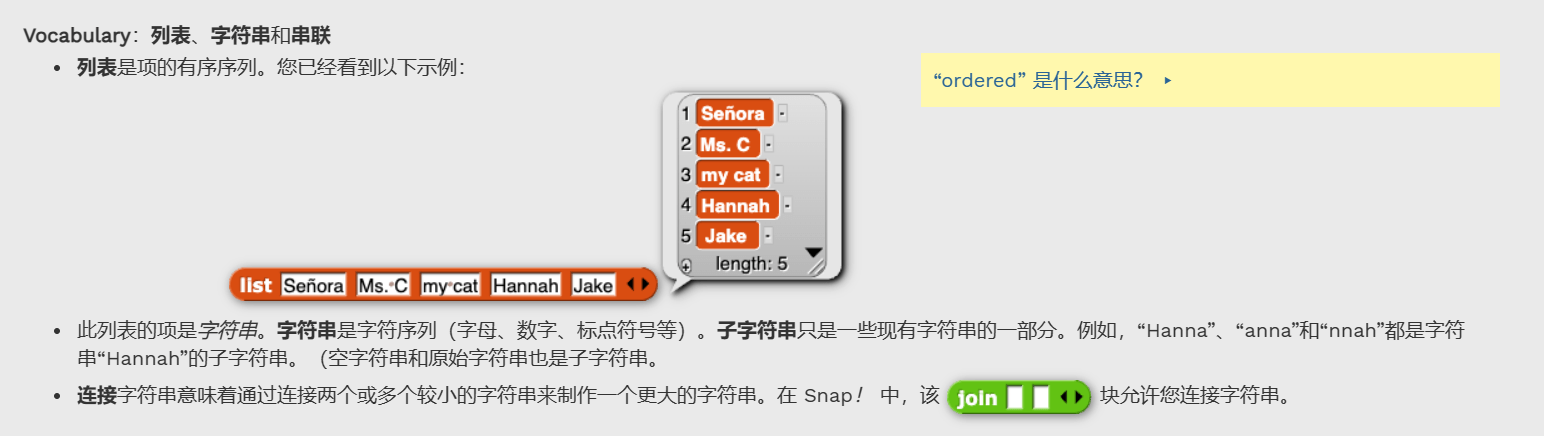 Vocabulary：列表、字符串和串联
列表是项的有序序列。您已经看到以下示例：
“ordered” 是什么意思？ ▸
1 Señora
2 Ms. C
3 my cat
4 Hannah
5 Jake
length: 5
list Señora Ms. C my cat Hannah Jake
此列表的项是字符串。字符串是字符序列（字母、数字、标点符号等）。子字符串只是一些现有字符串的一部分。例如，“Hanna”、“anna”和“nnah”都是字符
串“Hannah”的子字符串。（空字符串和原始字符串也是子字符串。
连接字符串意味着通过连接两个或多个较小的字符串来制作一个更大的字符串。在 Snap！ 中，该 join 块允许您连接字符串。